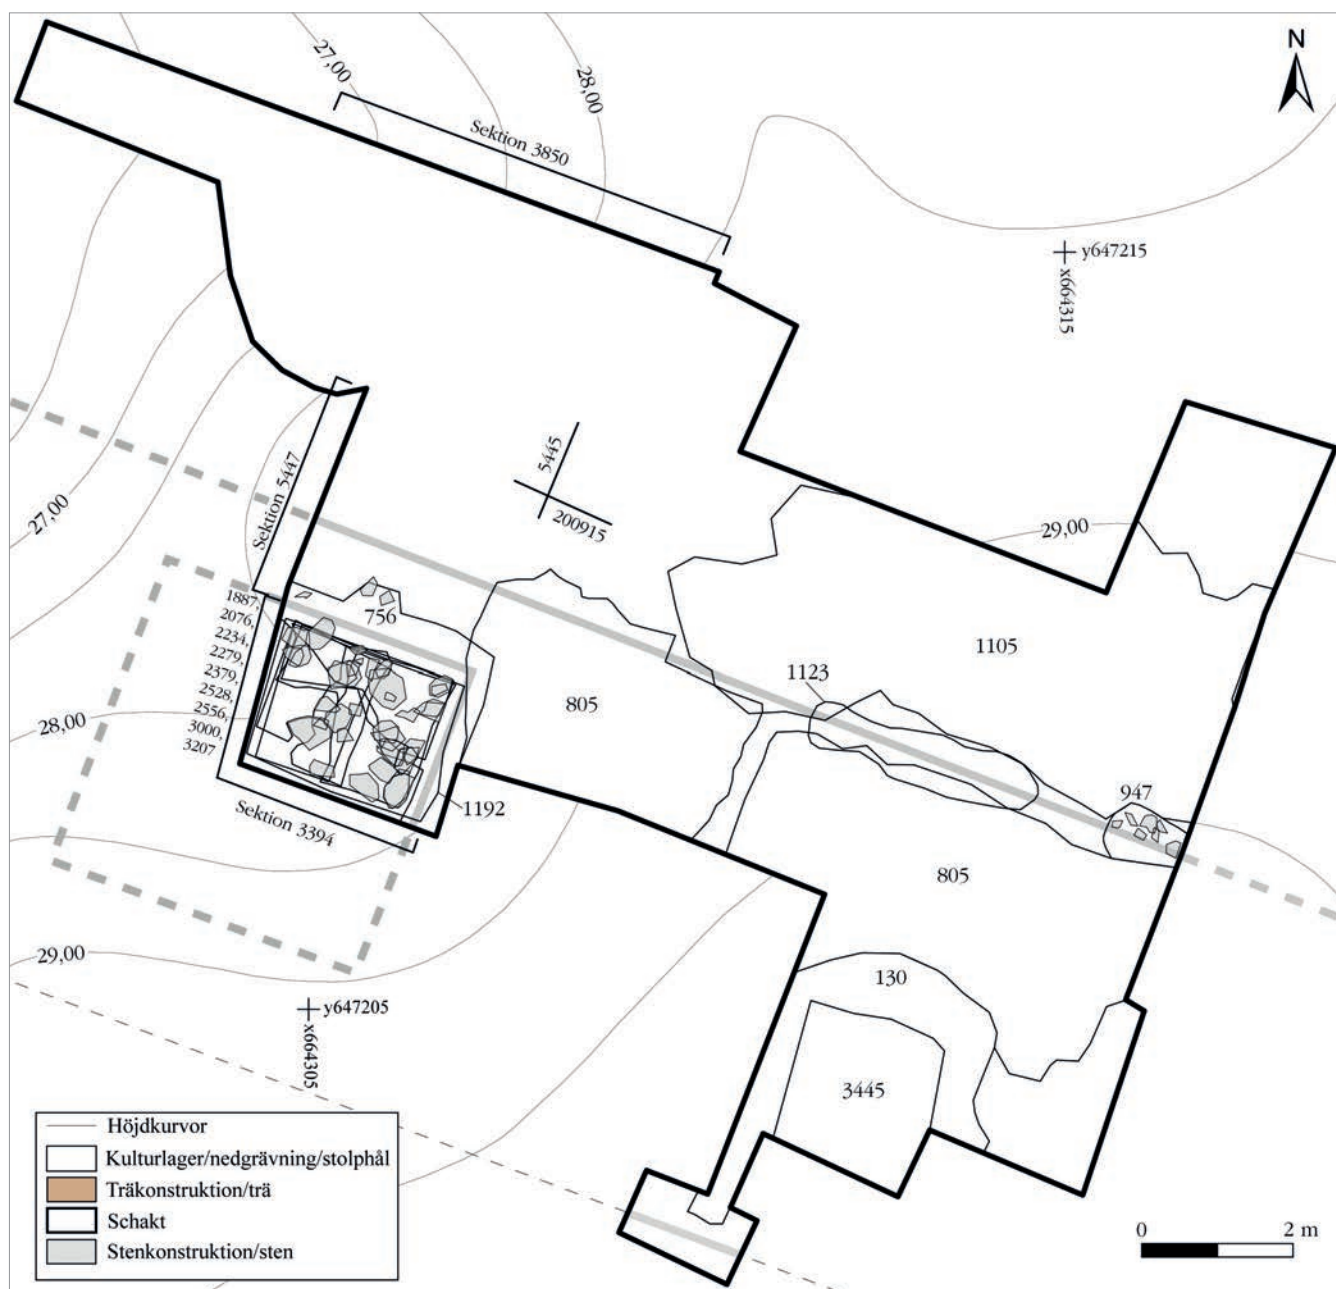 27,00
28,00
N
Sektion 3850
y647215
x664315
5445
200915
Sektion 5447
27,00
29,00
1887,
2076,
2234,
2279,
2379,
2528,
2556,
3000,
3207
756
1105
1123
805
28,00
947
1192
Sektion 3394
805
29,00
130
y647205
x664305
3445
Höjdkurvor
Kulturlager/nedgrävning/stolphål
Träkonstruktion/trä
Schakt
Stenkonstruktion/sten
0 2 m